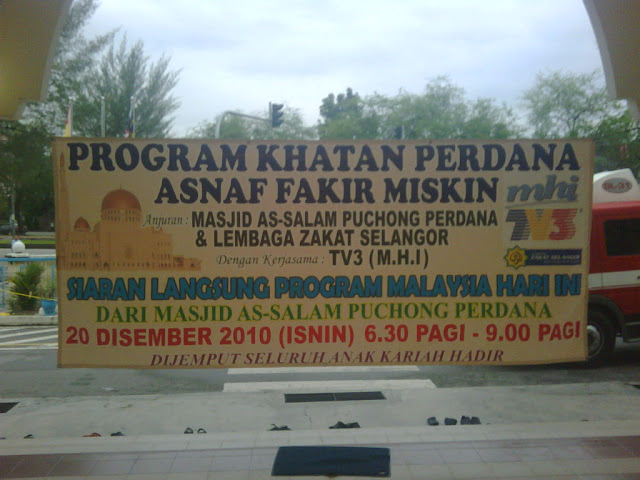 PROGRAM KHATAN PERDANA
ASNAF FAKIR MISKIN
mhi
Anjuran : MASJID AS-SALAM PUCHONG PERDANA
& LEMBAGA ZAKAT SELANGOR
TV3
Dengan Kerjasama : TV3 (M.H.I)
SIARAN LANGSUNG PROGRAM MALAYSIA HARI INI
DARI MASJID AS-SALAM PUCHONG PERDANA
20 DISEMBER 2010 (ISNIN) 6.30 PAGI - 9.00 PAGI
DIJEMPUT SELURUH ANAK KARIAH HADIR